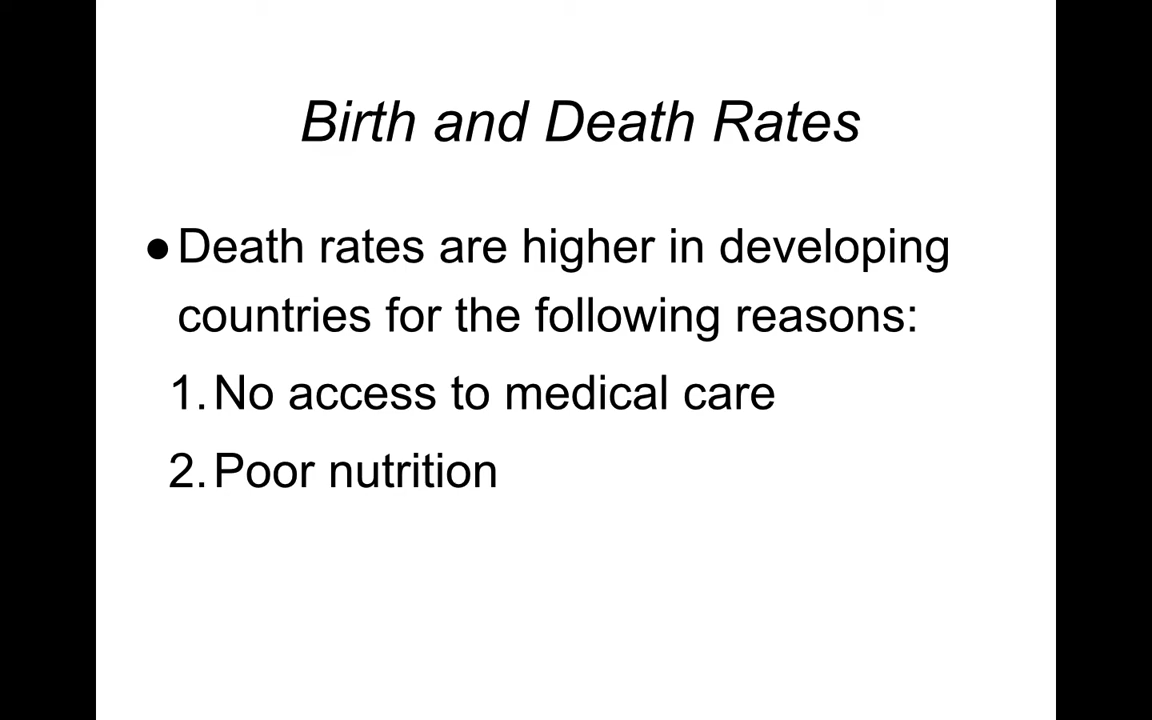 Birth and Death Rates
● Death rates are higher in developing
countries for the following reasons:
1. No access to medical care
2. Poor nutrition